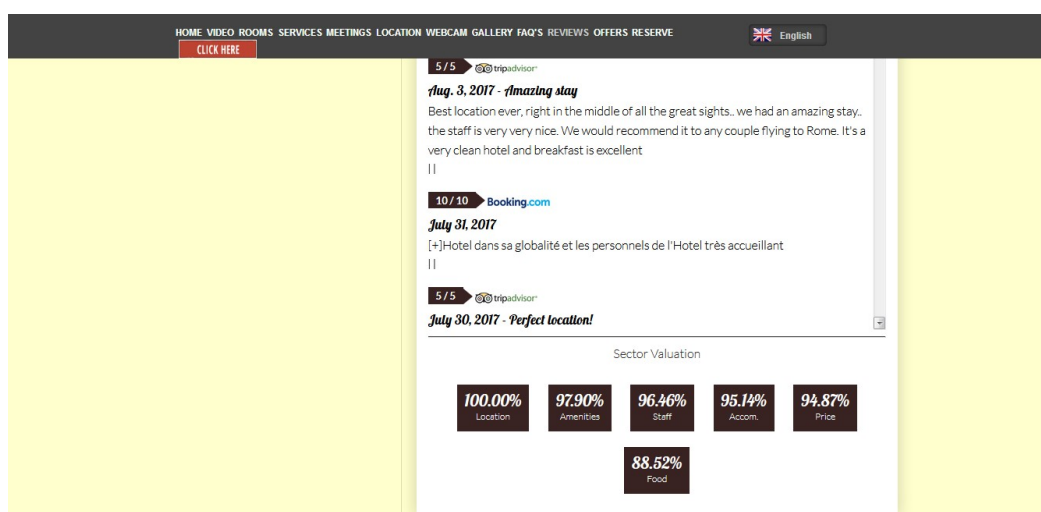 HOME VIDEO ROOMS SERVICES MEETINGS LOCATION WEBCAM GALLERY FAQ'S REVIEWS OFFERS RESERVE
English
CLICK HERE
5 / 5 tripadvisor
Aug. 3, 2017 - Amazing stay
Best location ever, right in the middle of all the great sights.. we had an amazing stay..
the staff is very very nice. We would recommend it to any couple flying to Rome. It's a
very clean hotel and breakfast is excellent
| |
10 / 10 Booking.com
July 31, 2017
[+]Hotel dans sa globalité et les personnels de l'Hotel très accueillant
| |
5 / 5 tripadvisor
July 30, 2017 - Perfect location!
Sector Valuation
100.00% 97.90% 96.46% 95.14% 94.87%
Location Amenities Staff Accom. Price
88.52%
Food